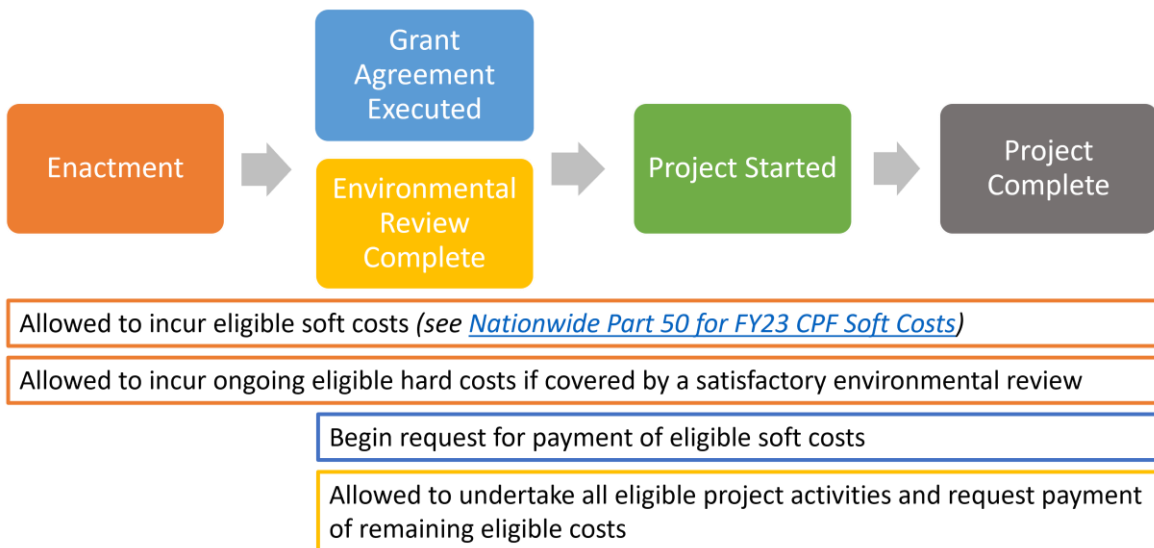 Enactment
Grant
Agreement
Executed
Environmental
Review
Complete
Project Started
Project
Complete
Allowed to incur eligible soft costs (see Nationwide Part 50 for FY23 CPF Soft Costs)
Allowed to incur ongoing eligible hard costs if covered by a satisfactory environmental review
Begin request for payment of eligible soft costs
Allowed to undertake all eligible project activities and request payment
of remaining eligible costs